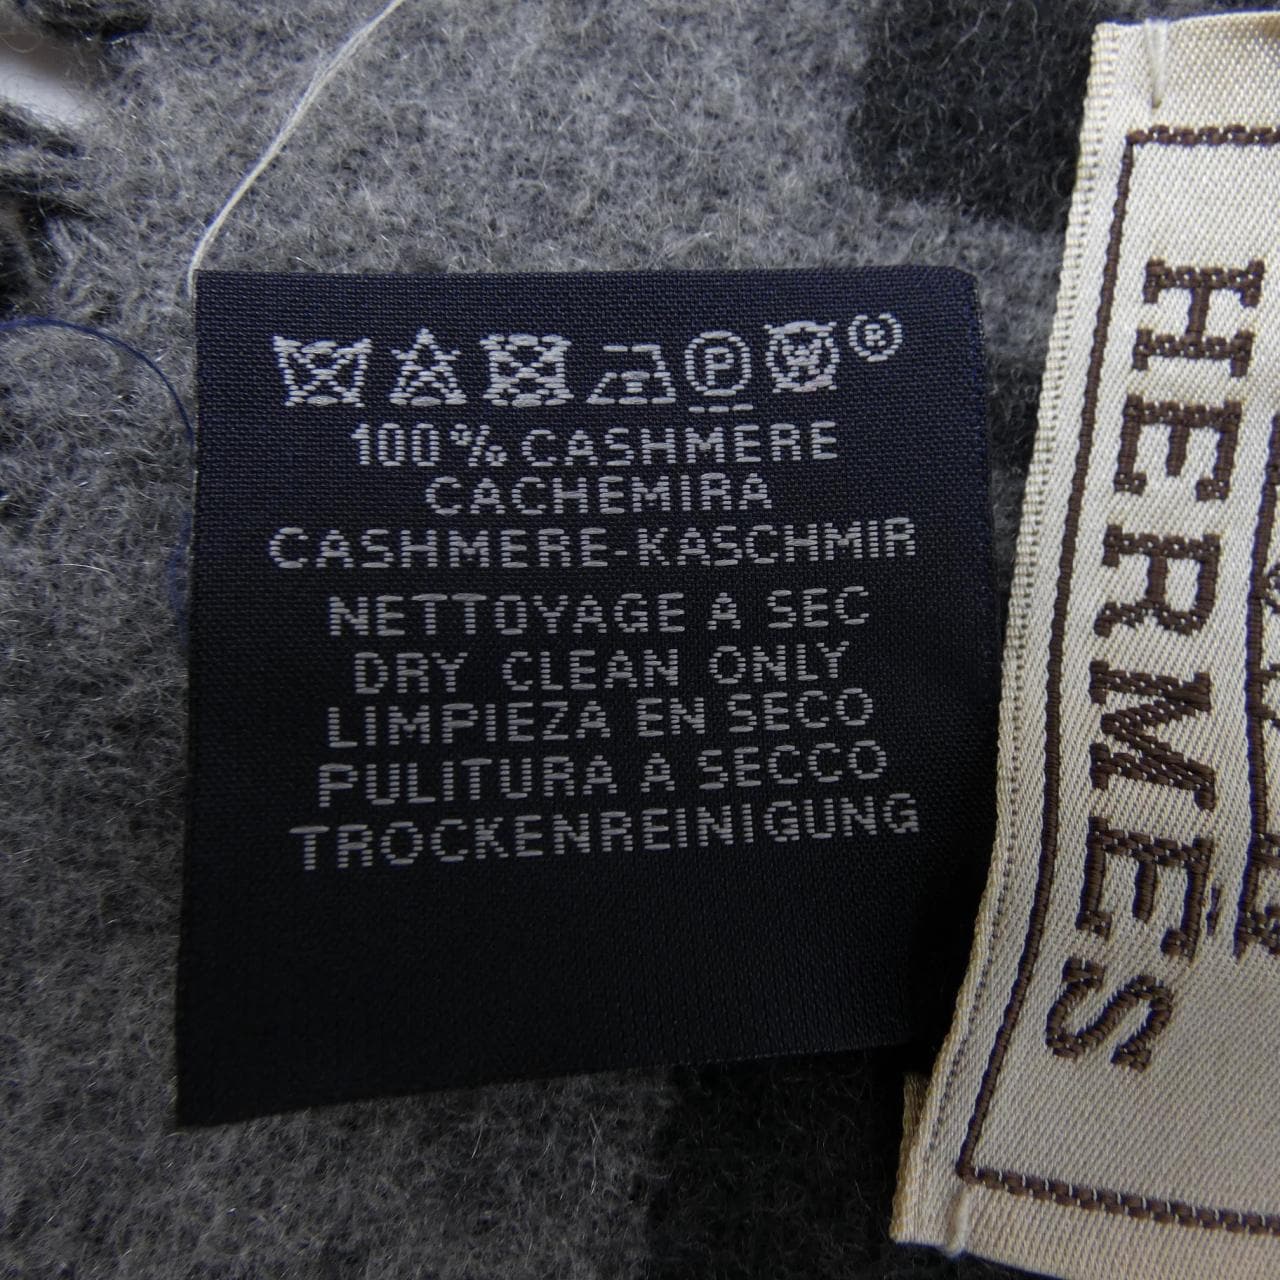 P W ®
100% CASHMERE
CACHEMIRA
CASHMERE-KASCHMIR
NETTOYAGE A SEC
DRY CLEAN ONLY
LIMPIEZA EN SECO
PULITURA A SECCO
TROCKENREINIGUNG
HERMES